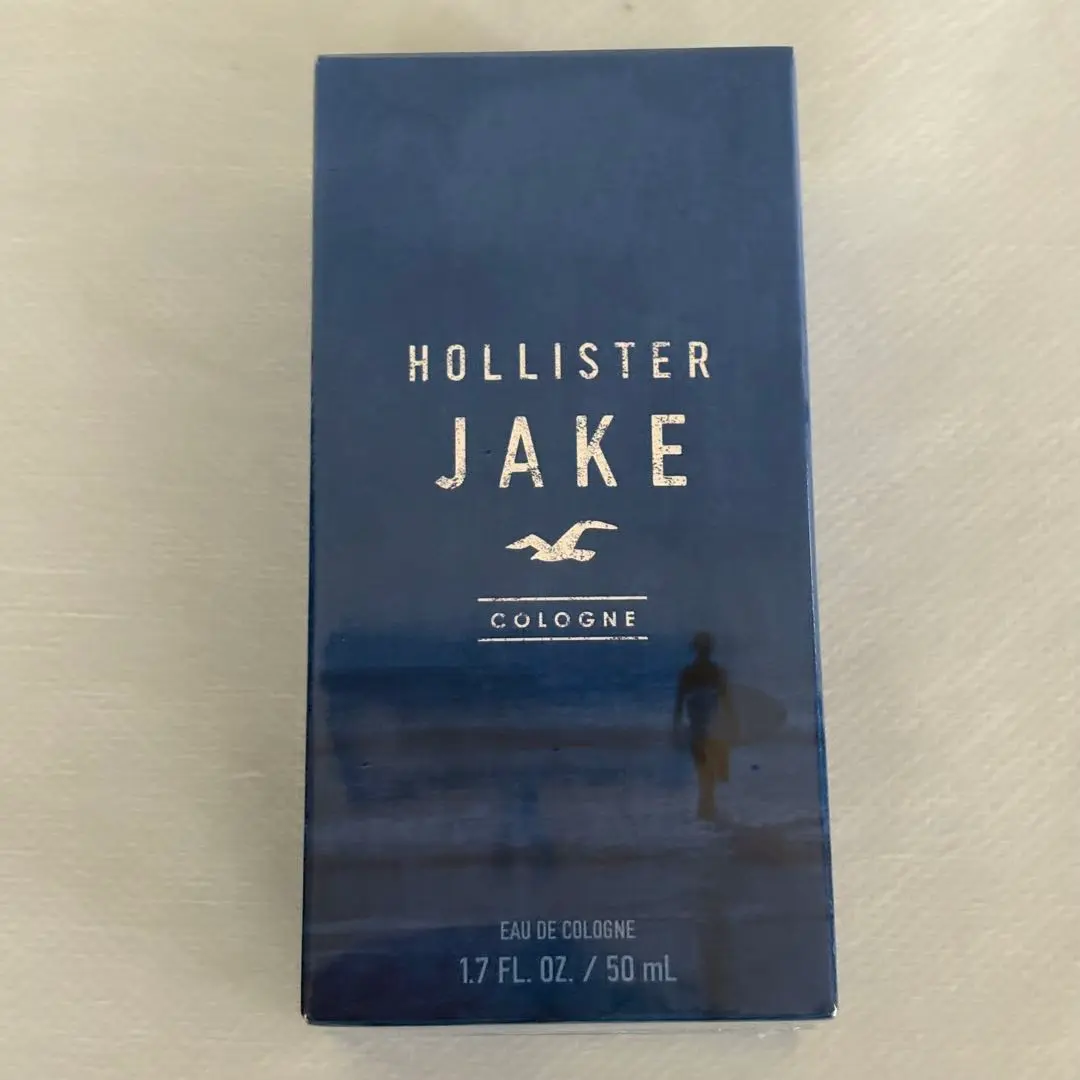 HOLLISTER
JAKE
COLOGNE
EAU DE COLOGNE
1.7 FL. OZ. / 50 mL